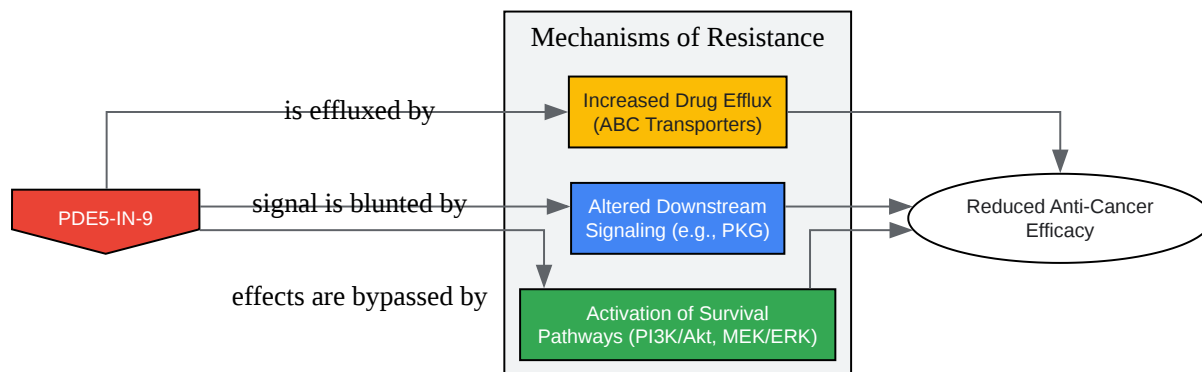 Mechanisms of Resistance
is effluxed by
Increased Drug Efflux
(ABC Transporters)
PDE5-IN-9
signal is blunted by
Altered Downstream
Signaling (e.g., PKG)
Reduced Anti-Cancer
Efficacy
effects are bypassed by
Activation of Survival
Pathways (PI3K/Akt, MEK/ERK)